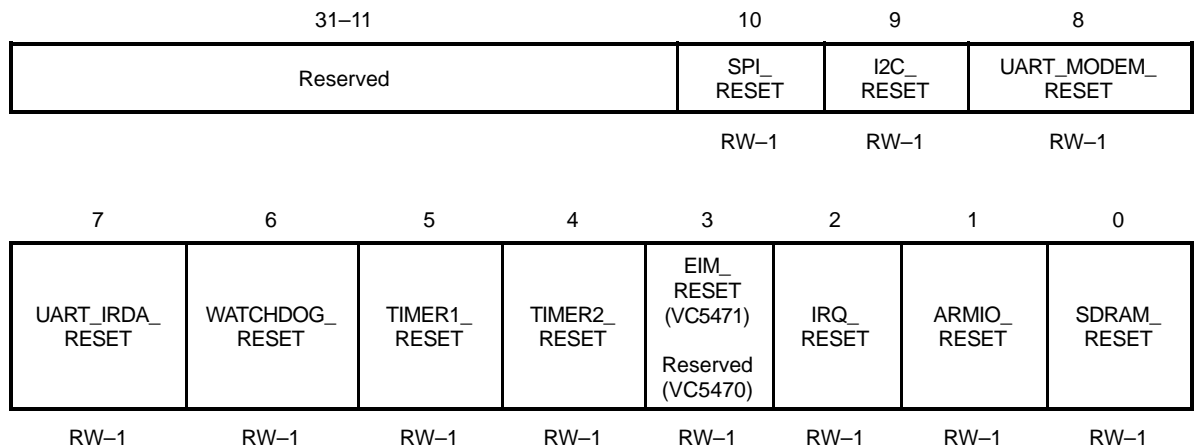 31–11 10 9 8
Reserved SPI_ RESET I2C_ RESET UART_MODEM_ RESET
RW–1 RW–1 RW–1
7 6 5 4 3 2 1 0
UART_IRDA_ RESET WATCHDOG_ RESET TIMER1_ RESET TIMER2_ RESET EIM_ RESET (VC5471) Reserved (VC5470) IRQ_ RESET ARMIO_ RESET SDRAM_ RESET
RW–1 RW–1 RW–1 RW–1 RW–1 RW–1 RW–1 RW–1